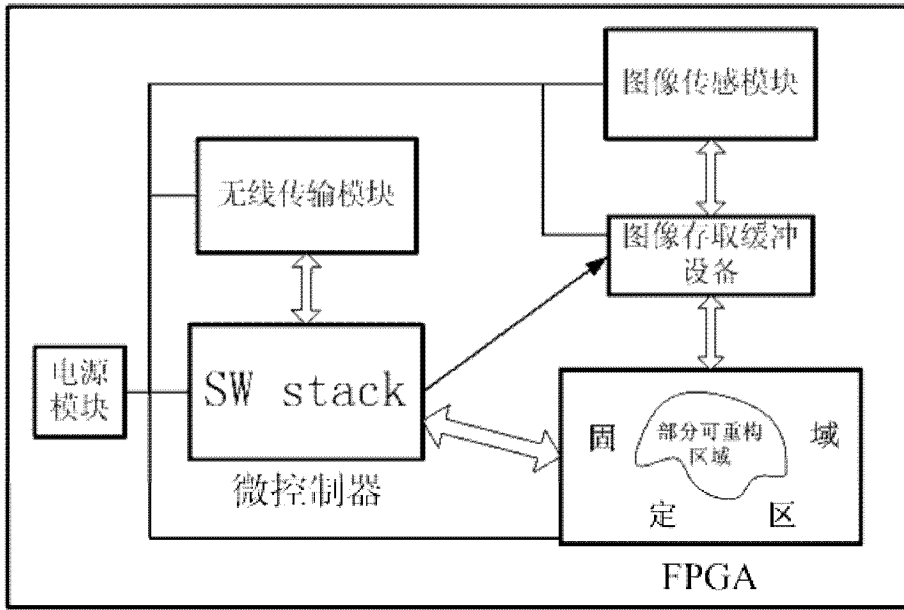 图像传感模块
无线传输模块
图像存取缓冲
设备
电源
模块
SW stack
微控制器
部分可重构
区域
固 域
定 区
FPGA